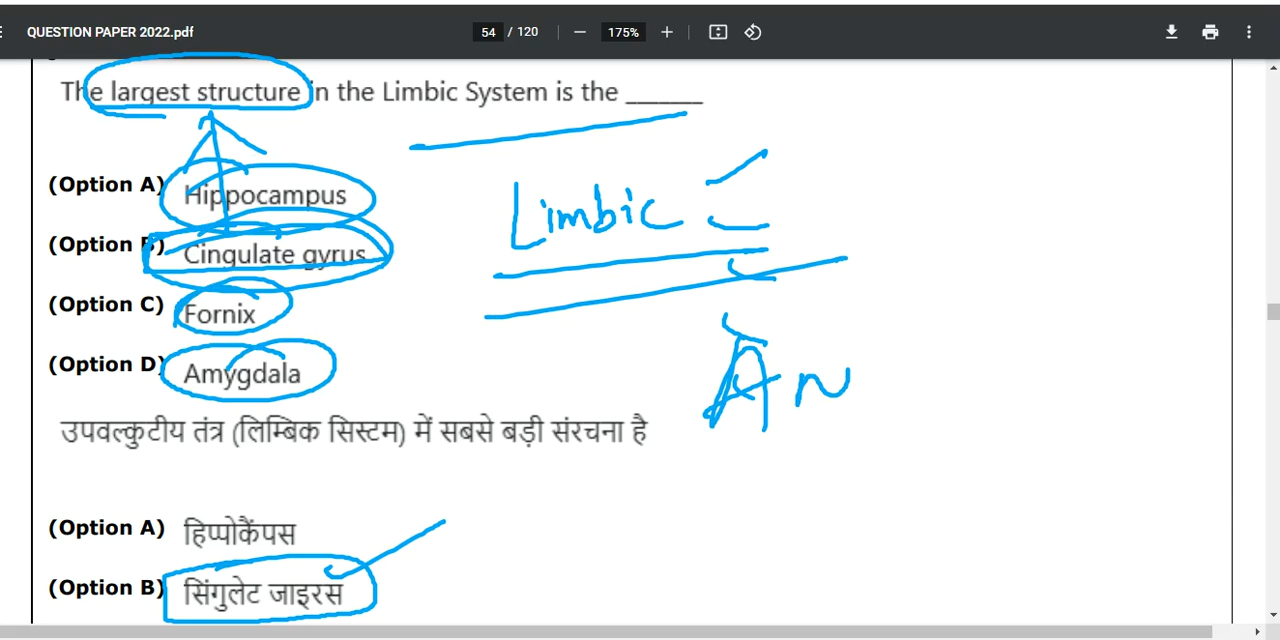 QUESTION PAPER 2022.pdf 54 / 120 175%
The largest structure in the Limbic System is the ______
(Option A) Hippocampus
(Option B) Cingulate gyrus
(Option C) Fornix
(Option D) Amygdala
Limbic
उपवल्कुटीय तंत्र (लिम्बिक सिस्टम) में सबसे बड़ी संरचना है
(Option A) हिप्पोकैंपस
(Option B) सिंगुलेट जाइरस